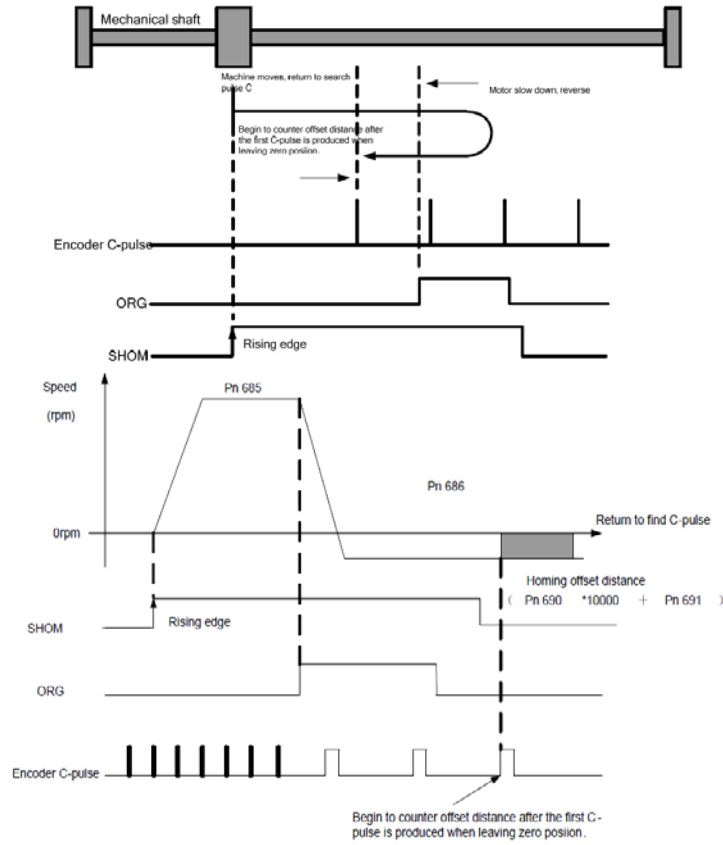 Mechanical shaft
Machine moves, return to search
pulse C
Motor slow down, reverse
Begin to counter offset distance after
the first C-pulse is produced when
leaving zero posiion.
Encoder C-pulse
ORG
Rising edge
SHOM
Speed
(rpm)
Pn 685
Pn 686
0rpm
Return to find C-pulse
Homing offset distance
( Pn 690 *10000 + Pn 691 )
Rising edge
SHOM
ORG
Encoder C-pulse
Begin to counter offset distance after the first C -
pulse is produced when leaving zero posiion.